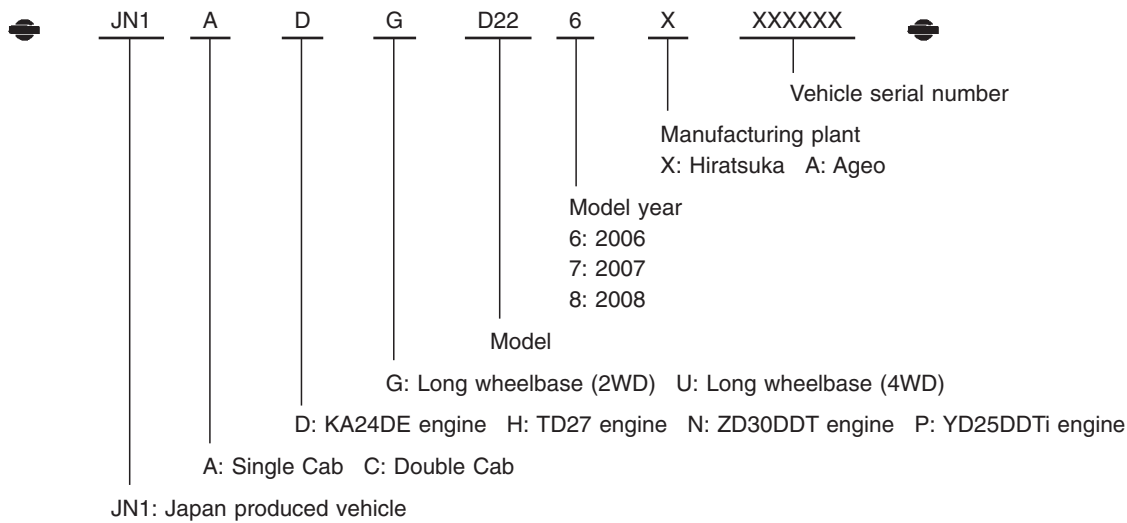 JN1 A D G D22 6 X XXXXXX
Vehicle serial number
Manufacturing plant
X: Hiratsuka A: Ageo
Model year
6: 2006
7: 2007
8: 2008
Model
G: Long wheelbase (2WD) U: Long wheelbase (4WD)
D: KA24DE engine H: TD27 engine N: ZD30DDT engine P: YD25DDTi engine
A: Single Cab C: Double Cab
JN1: Japan produced vehicle